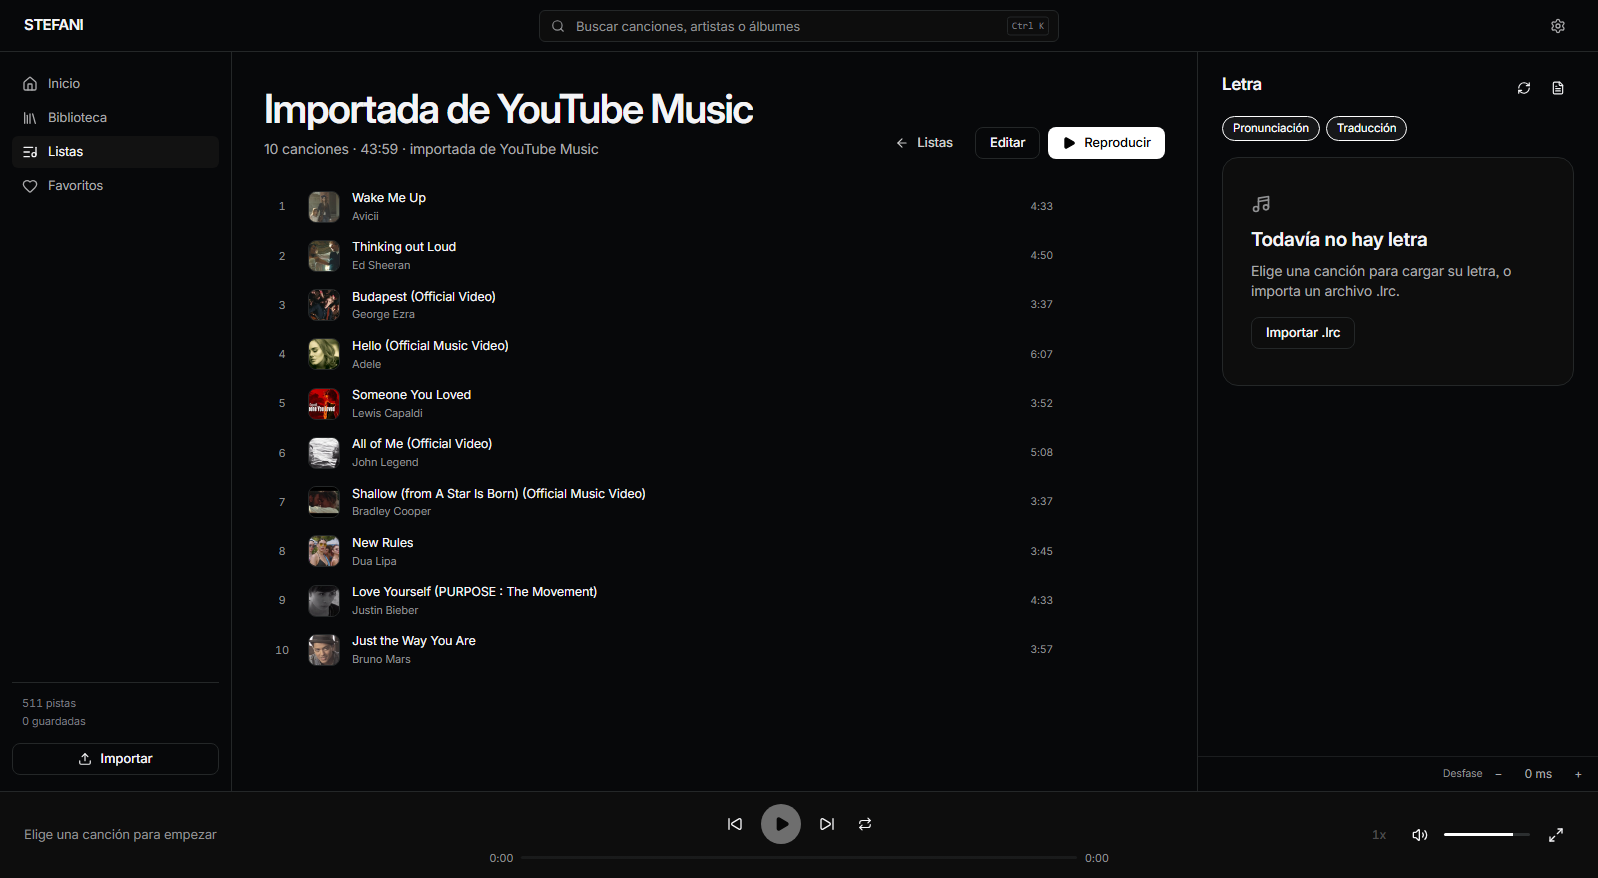 STEFANI
Buscar canciones, artistas o álbumes
Ctrl K
Inicio
Biblioteca
Listas
Favoritos
511 pistas
0 guardadas
Importar
Importada de YouTube Music
10 canciones · 43:59 · importada de YouTube Music
Listas
Editar
Reproducir
1
Wake Me Up
Avicii
4:33
2
Thinking out Loud
Ed Sheeran
4:50
3
Budapest (Official Video)
George Ezra
3:37
4
Hello (Official Music Video)
Adele
6:07
5
Someone You Loved
Lewis Capaldi
3:52
6
All of Me (Official Video)
John Legend
5:08
7
Shallow (from A Star Is Born) (Official Music Video)
Bradley Cooper
3:37
8
New Rules
Dua Lipa
3:45
9
Love Yourself (PURPOSE : The Movement)
Justin Bieber
4:33
10
Just the Way You Are
Bruno Mars
3:57
Letra
Pronunciación
Traducción
Todavía no hay letra
Elige una canción para cargar su letra, o
importa un archivo .lrc.
Importar .lrc
Desfase − 0 ms +
Elige una canción para empezar
0:00
0:00
1x